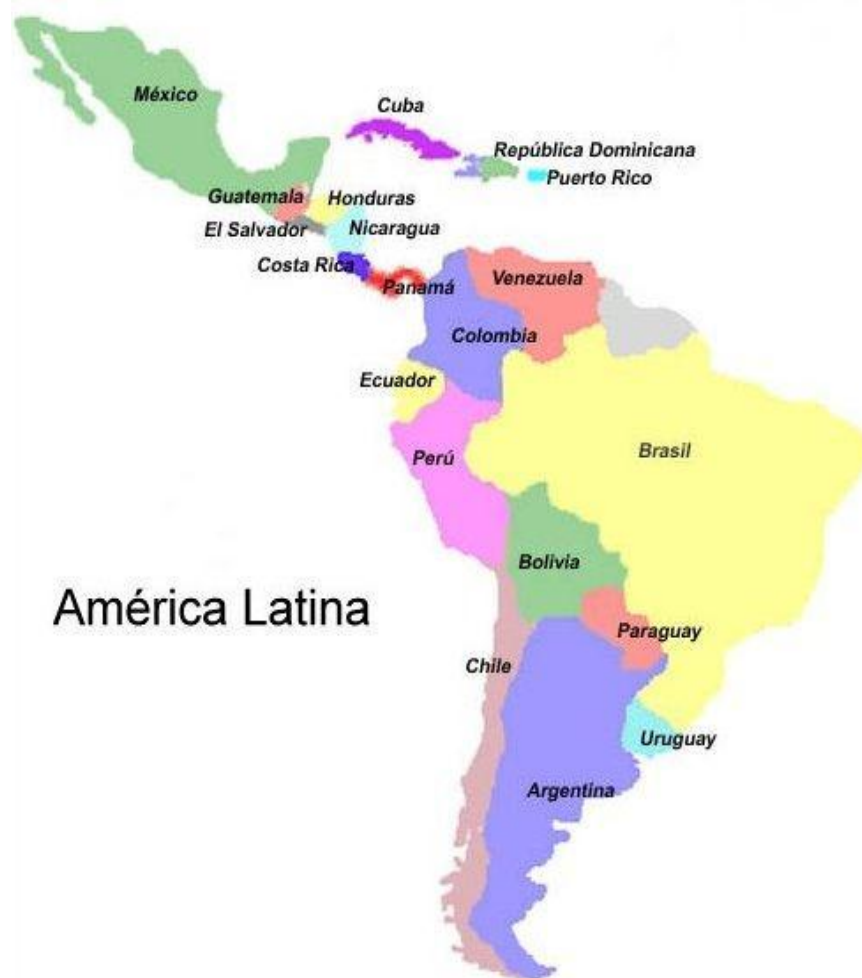 México
Cuba
República Dominicana
Puerto Rico
Guatemala
Honduras
El Salvador
Nicaragua
Costa Rica
Panamá
Venezuela
Colombia
Ecuador
Brasil
Perú
Bolivia
América Latina
Paraguay
Chile
Uruguay
Argentina